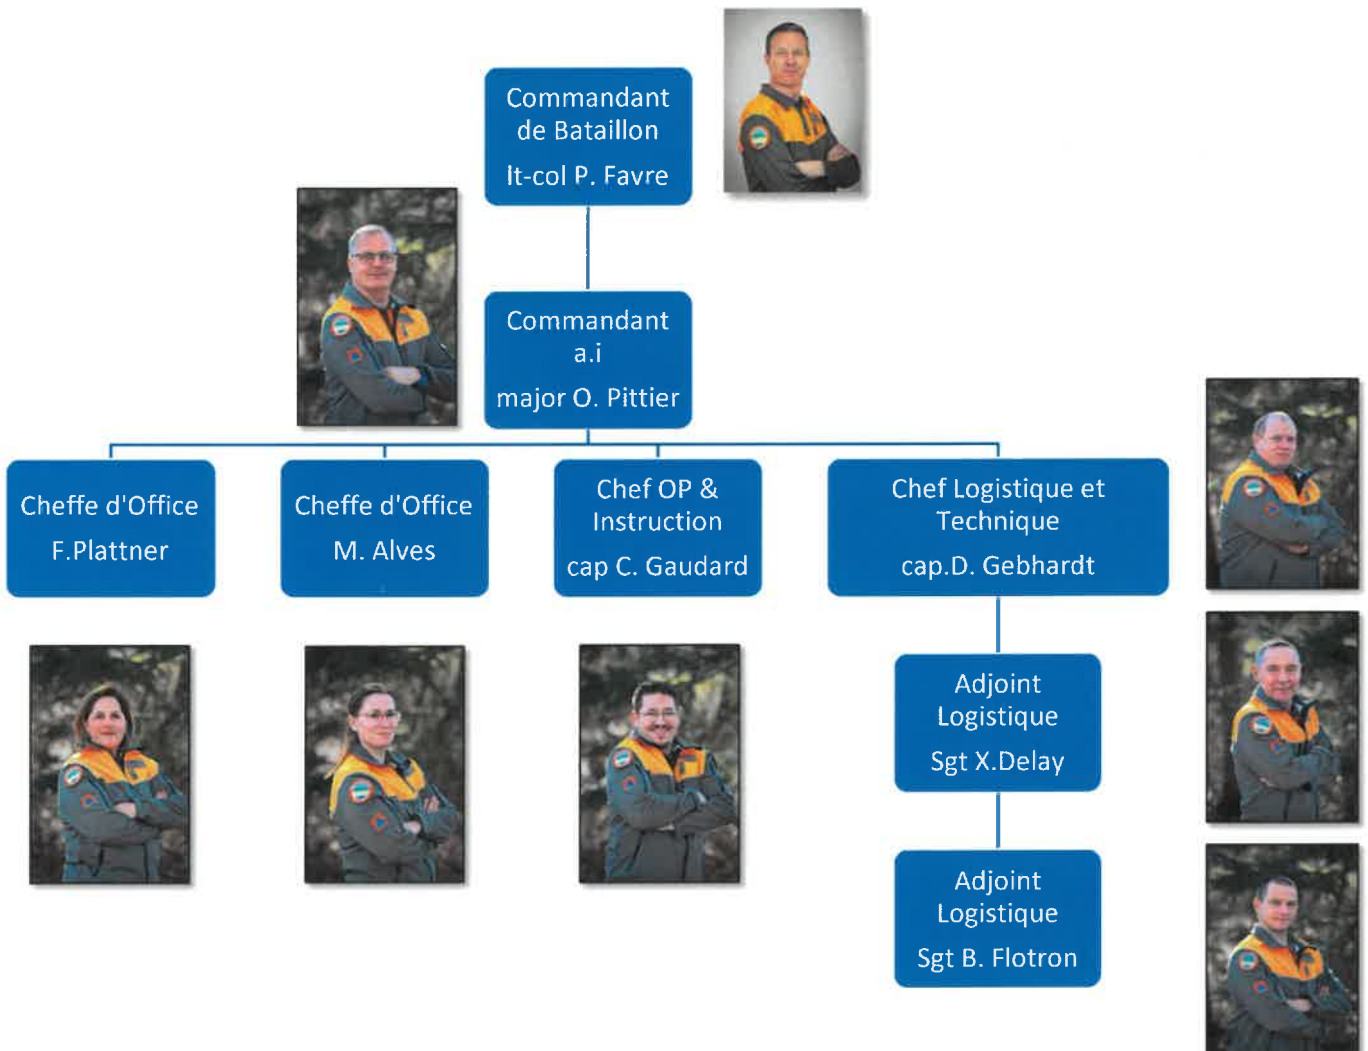 Commandant
de Bataillon
lt-col P. Favre
Commandant
a.i
major O. Pittier
Cheffe d'Office
F.Plattner
Cheffe d'Office
M. Alves
Chef OP &
Instruction
cap C. Gaudard
Chef Logistique et
Technique
cap.D. Gebhardt
Adjoint
Logistique
Sgt X.Delay
Adjoint
Logistique
Sgt B. Flotron